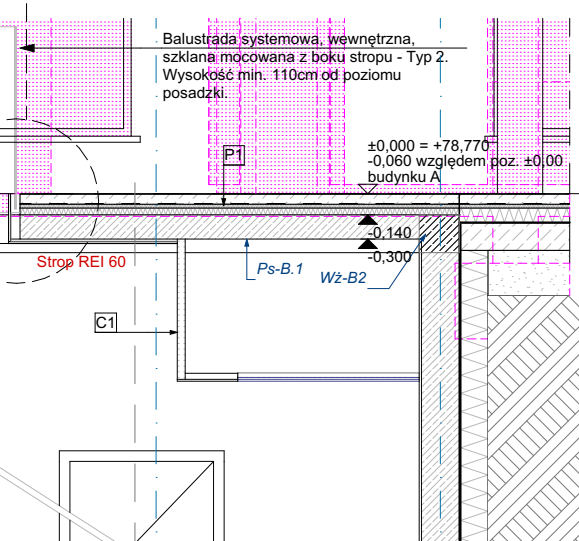 Balustrada systemowa, wewnętrzna,
szklana mocowana z boku stropu - Typ 2.
Wysokość min. 110cm od poziomu
posadzki.
P1
±0,000 = +78,770
-0,060 względem poz. ±0,00
budynku A
-0,140
-0,300
Strop REI 60
Ps-B.1
Wż-B2
C1